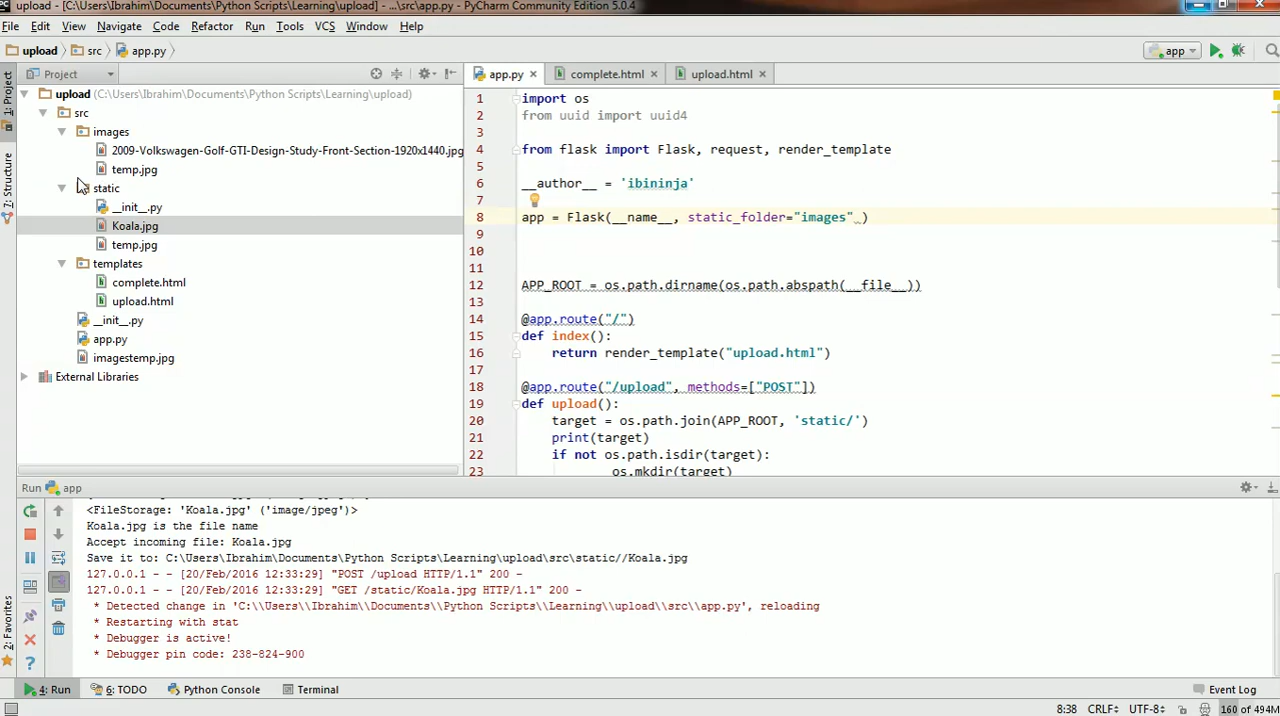 upload - [C:\Users\Ibrahim\Documents\Python Scripts\Learning\upload] - ...\src\app.py - PyCharm Community Edition 5.0.4
File Edit View Navigate Code Refactor Run Tools VCS Window Help
upload src app.py app
Project
app.py complete.html upload.html
1: Project
7: Structure
2: Favorites
upload (C:\Users\Ibrahim\Documents\Python Scripts\Learning\upload)
src
images
2009-Volkswagen-Golf-GTI-Design-Study-Front-Section-1920x1440.jpg
temp.jpg
static
__init__.py
Koala.jpg
temp.jpg
templates
complete.html
upload.html
__init__.py
app.py
imagestemp.jpg
External Libraries
1 import os
2 from uuid import uuid4
3
4 from flask import Flask, request, render_template
5
6 __author__ = 'ibininja'
7
8 app = Flask(__name__, static_folder="images" )
9
10
11
12 APP_ROOT = os.path.dirname(os.path.abspath(__file__))
13
14 @app.route("/")
15 def index():
16 return render_template("upload.html")
17
18 @app.route("/upload", methods=["POST"])
19 def upload():
20 target = os.path.join(APP_ROOT, 'static/')
21 print(target)
22 if not os.path.isdir(target):
23 os.mkdir(target)
Run app
<FileStorage: 'Koala.jpg' ('image/jpeg')>
Koala.jpg is the file name
Accept incoming file: Koala.jpg
Save it to: C:\Users\Ibrahim\Documents\Python Scripts\Learning\upload\src\static//Koala.jpg
127.0.0.1 - - [20/Feb/2016 12:33:29] "POST /upload HTTP/1.1" 200 -
127.0.0.1 - - [20/Feb/2016 12:33:29] "GET /static/Koala.jpg HTTP/1.1" 200 -
* Detected change in 'C:\\Users\\Ibrahim\\Documents\\Python Scripts\\Learning\\upload\\src\\app.py', reloading
* Restarting with stat
* Debugger is active!
* Debugger pin code: 238-824-900
4: Run 6: TODO Python Console Terminal Event Log
8:38 CRLF UTF-8 160 of 494M